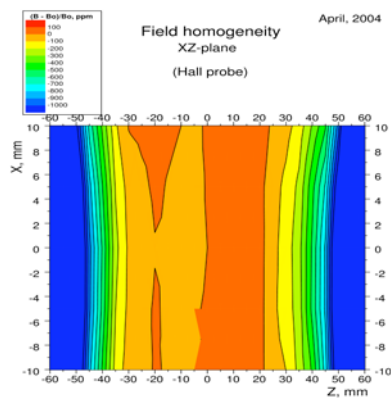 (B - Bo)/Bo, ppm
100
0
-100
-200
-300
-400
-500
-600
-700
-800
-900
-1000
April, 2004
Field homogeneity
XZ-plane
(Hall probe)
-60 -50 -40 -30 -20 -10 0 10 20 30 40 50 60
10 10
8 8
6 6
4 4
2 2
0 0
-2 -2
-4 -4
-6 -6
-8 -8
-10 -10
X, mm
-60 -50 -40 -30 -20 -10 0 10 20 30 40 50 60
Z, mm